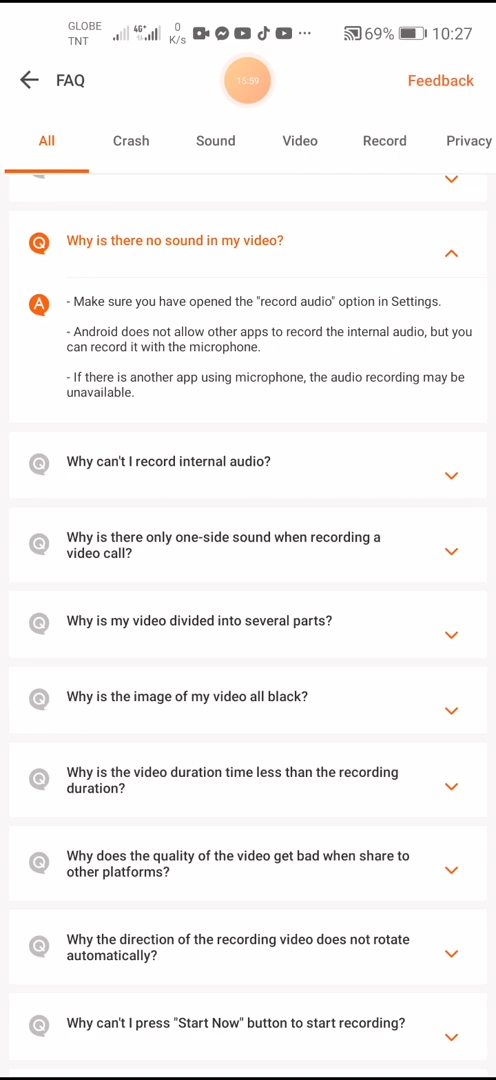 GLOBE
TNT
4G+
0
K/s
69%
10:27
FAQ
15:59
Feedback
All
Crash
Sound
Video
Record
Privacy
Q
Why is there no sound in my video?
A
- Make sure you have opened the "record audio" option in Settings.
- Android does not allow other apps to record the internal audio, but you
can record it with the microphone.
- If there is another app using microphone, the audio recording may be
unavailable.
Q
Why can't I record internal audio?
Q
Why is there only one-side sound when recording a
video call?
Q
Why is my video divided into several parts?
Q
Why is the image of my video all black?
Q
Why is the video duration time less than the recording
duration?
Q
Why does the quality of the video get bad when share to
other platforms?
Q
Why the direction of the recording video does not rotate
automatically?
Q
Why can't I press "Start Now" button to start recording?